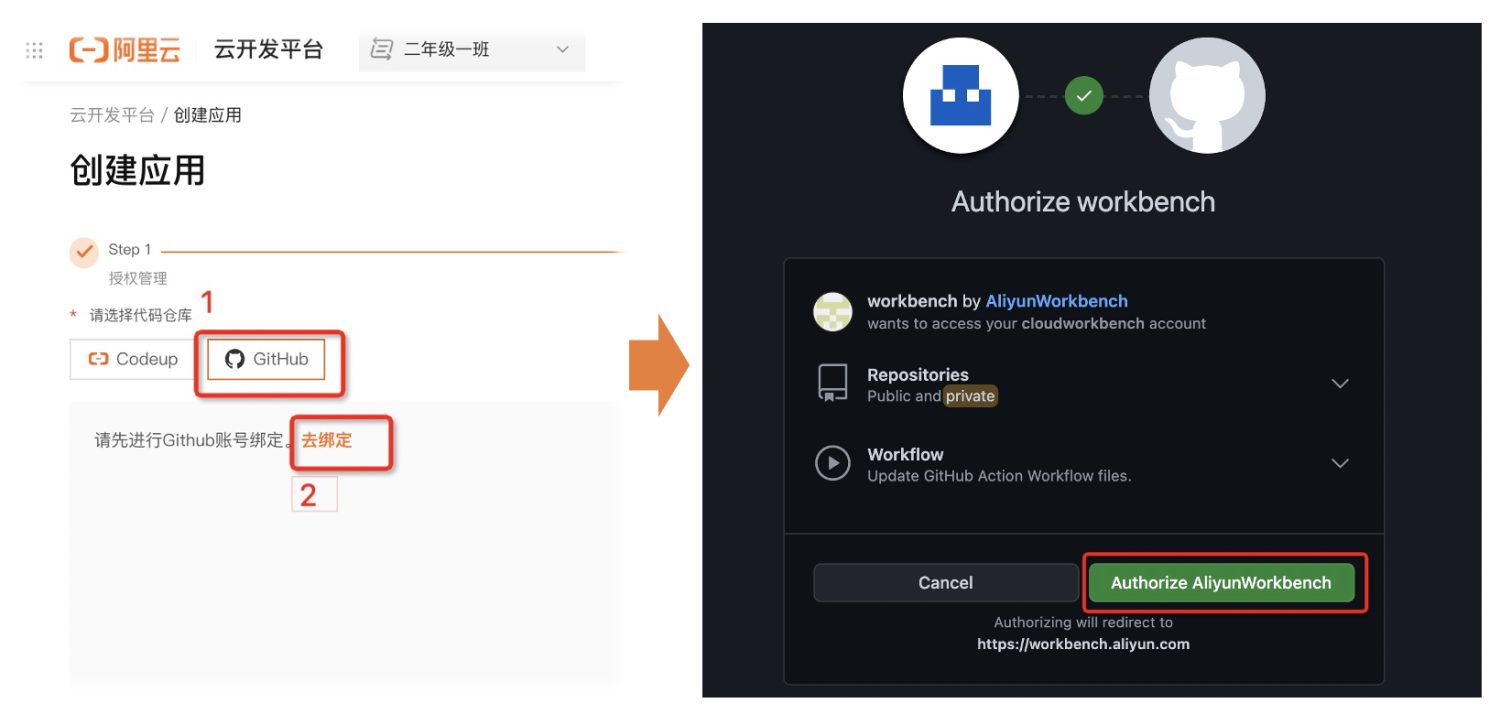 阿里云 云开发平台 二年级一班
云开发平台 / 创建应用
创建应用
Step 1
授权管理
1
* 请选择代码仓库
Codeup GitHub
请先进行Github账号绑定。去绑定
2
Authorize workbench
workbench by AliyunWorkbench
wants to access your cloudworkbench account
Repositories
Public and private
Workflow
Update GitHub Action Workflow files.
Cancel Authorize AliyunWorkbench
Authorizing will redirect to
https://workbench.aliyun.com